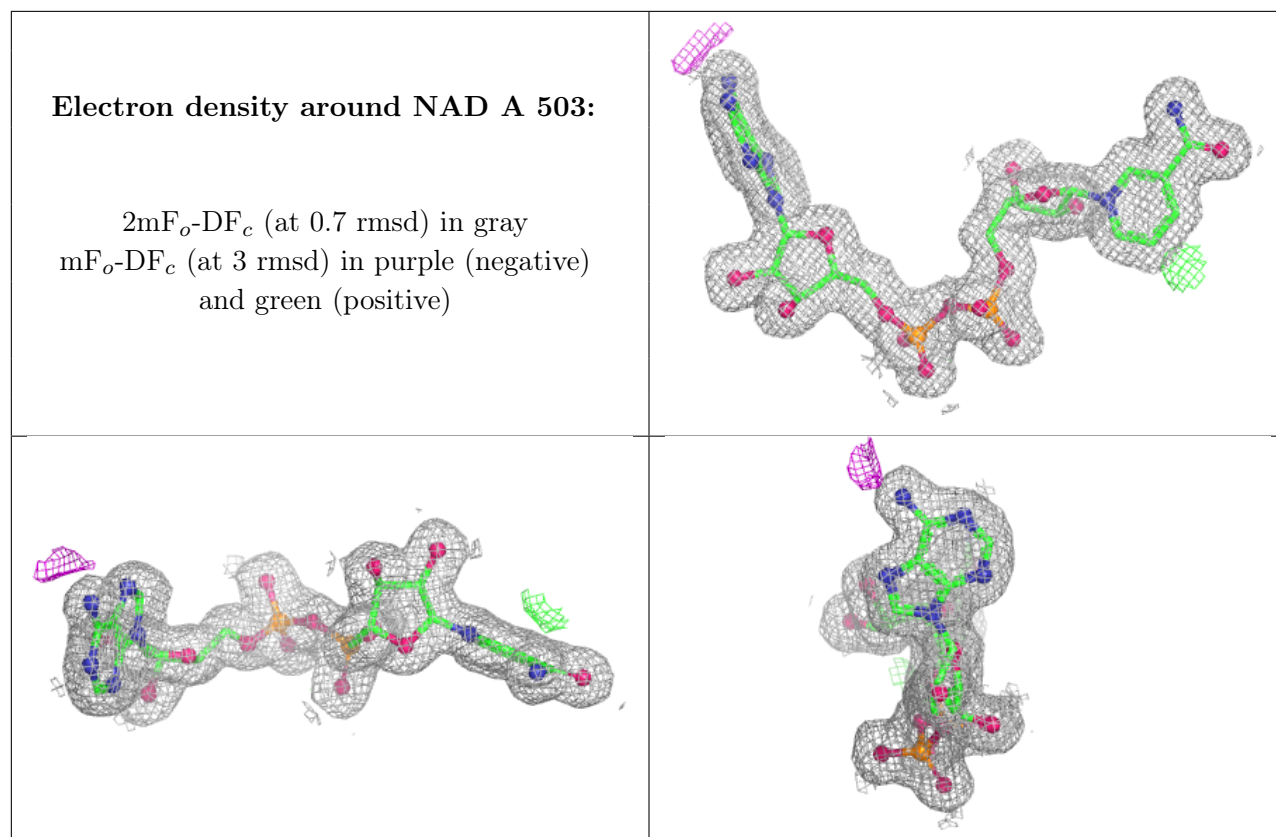 Electron density around NAD A 503:
2mFo-DFc (at 0.7 rmsd) in gray
mFo-DFc (at 3 rmsd) in purple (negative)
and green (positive)